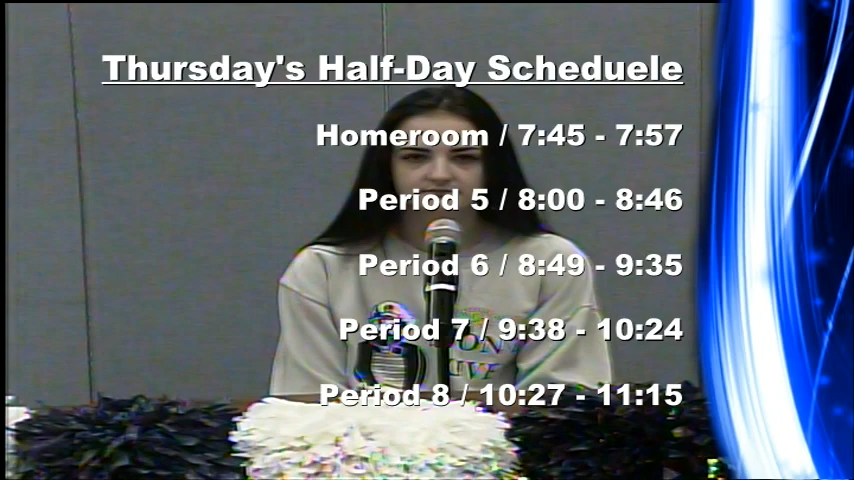 Thursday's Half-Day Scheduele
Homeroom / 7:45 - 7:57
Period 5 / 8:00 - 8:46
Period 6 / 8:49 - 9:35
Period 7 / 9:38 - 10:24
Period 8 / 10:27 - 11:15